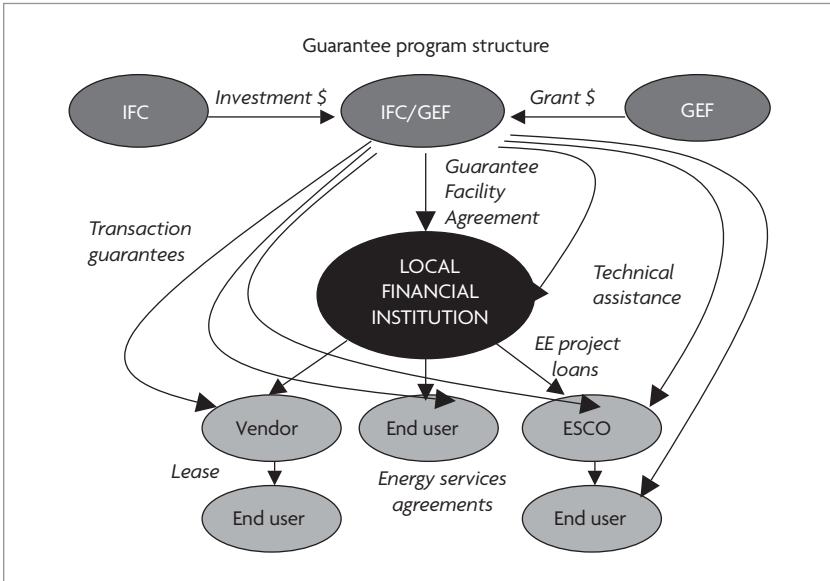 Guarantee program structure
IFC
Investment $
IFC/GEF
Grant $
GEF
Guarantee
Facility
Agreement
Transaction
guarantees
LOCAL
FINANCIAL
INSTITUTION
Technical
assistance
EE project
loans
Vendor
End user
ESCO
Lease
Energy services
agreements
End user
End user